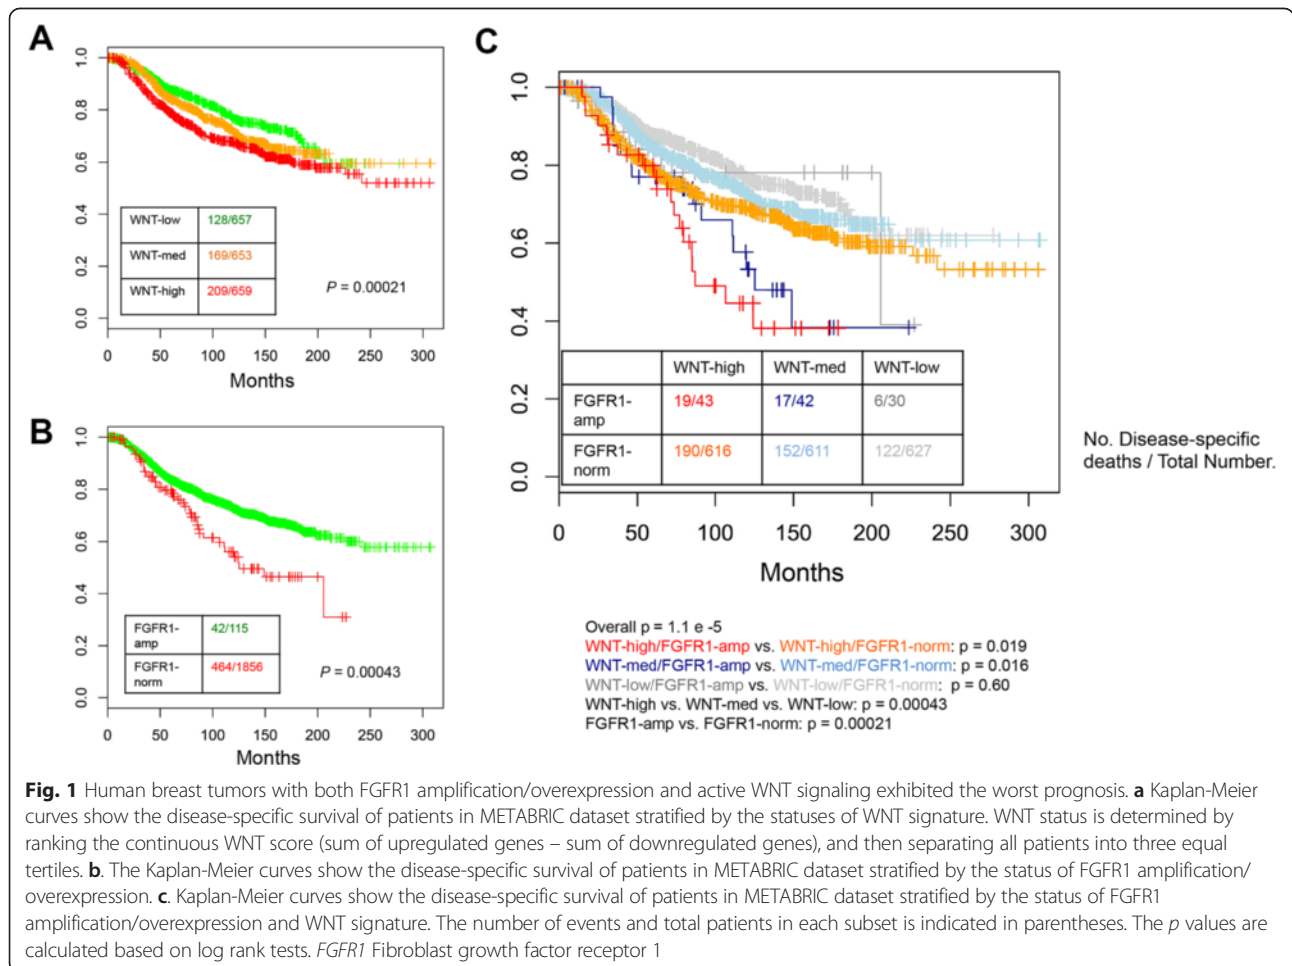 A
1.0
0.8
0.6
0.4
0.2
0.0
WNT-low 128/657
WNT-med 169/653
WNT-high 209/659
P = 0.00021
0 50 100 150 200 250 300
Months
B
1.0
0.8
0.6
0.4
0.2
0.0
FGFR1-
amp 42/115
FGFR1-
norm 464/1856
P = 0.00043
0 50 100 150 200 250 300
Months
C
1.0
0.8
0.6
0.4
0.2
0.0
WNT-high WNT-med WNT-low
FGFR1-
amp 19/43 17/42 6/30
FGFR1-
norm 190/616 152/611 122/627
0 50 100 150 200 250 300
Months
No. Disease-specific
deaths / Total Number.
Overall p = 1.1 e -5
WNT-high/FGFR1-amp vs. WNT-high/FGFR1-norm: p = 0.019
WNT-med/FGFR1-amp vs. WNT-med/FGFR1-norm: p = 0.016
WNT-low/FGFR1-amp vs. WNT-low/FGFR1-norm: p = 0.60
WNT-high vs. WNT-med vs. WNT-low: p = 0.00043
FGFR1-amp vs. FGFR1-norm: p = 0.00021
Fig. 1 Human breast tumors with both FGFR1 amplification/overexpression and active WNT signaling exhibited the worst prognosis. a Kaplan-Meier
curves show the disease-specific survival of patients in METABRIC dataset stratified by the statuses of WNT signature. WNT status is determined by
ranking the continuous WNT score (sum of upregulated genes – sum of downregulated genes), and then separating all patients into three equal
tertiles. b. The Kaplan-Meier curves show the disease-specific survival of patients in METABRIC dataset stratified by the status of FGFR1 amplification/
overexpression. c. Kaplan-Meier curves show the disease-specific survival of patients in METABRIC dataset stratified by the status of FGFR1
amplification/overexpression and WNT signature. The number of events and total patients in each subset is indicated in parentheses. The p values are
calculated based on log rank tests. FGFR1 Fibroblast growth factor receptor 1